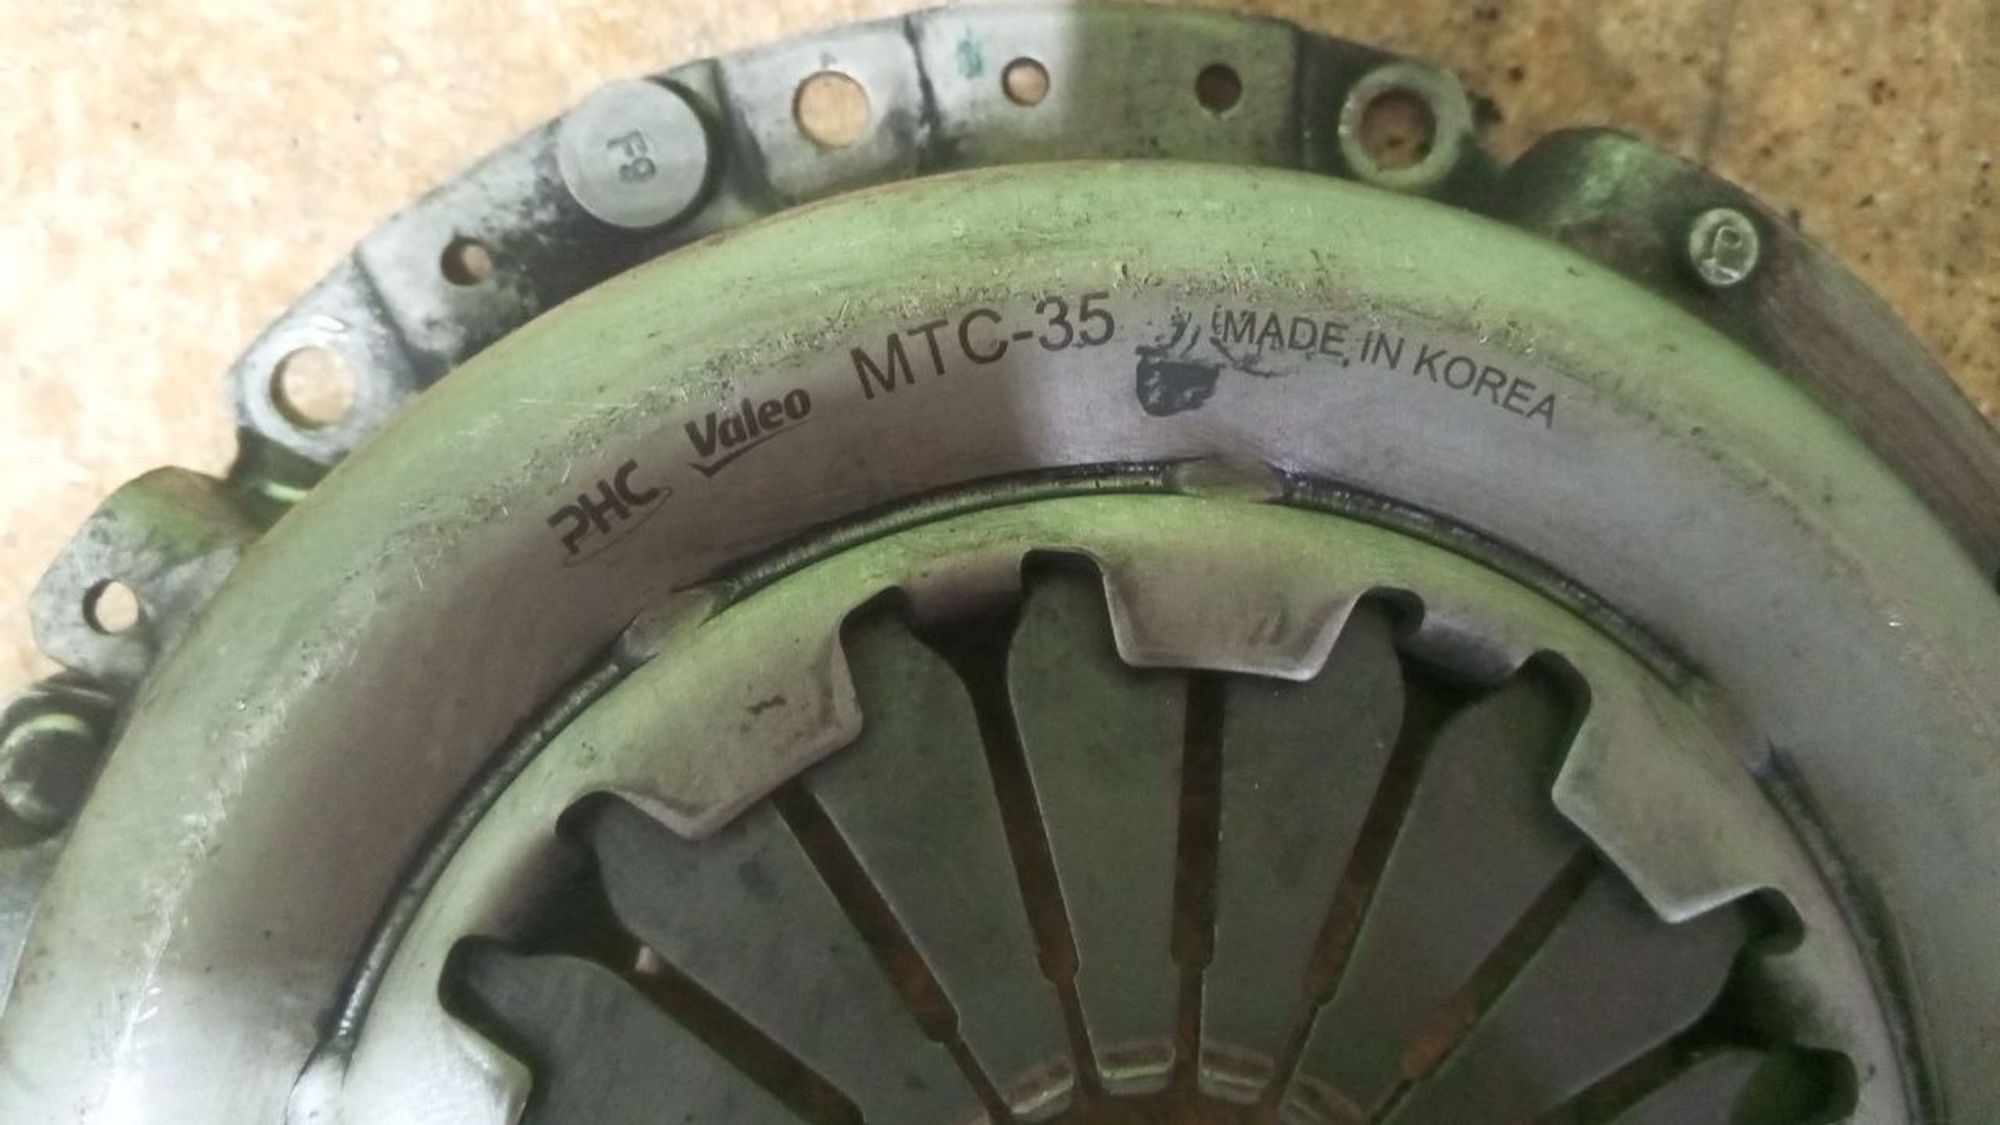 F8
PHC Valeo MTC-35 MADE IN KOREA